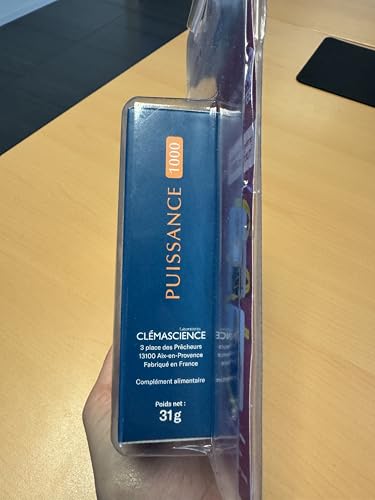 PUISSANCE 1000
Laboratoires
CLÉMASCIENCE
3 place des Prêcheurs
13100 Aix-en-Provence
Fabriqué en France
Complément alimentaire
Poids net :
31g